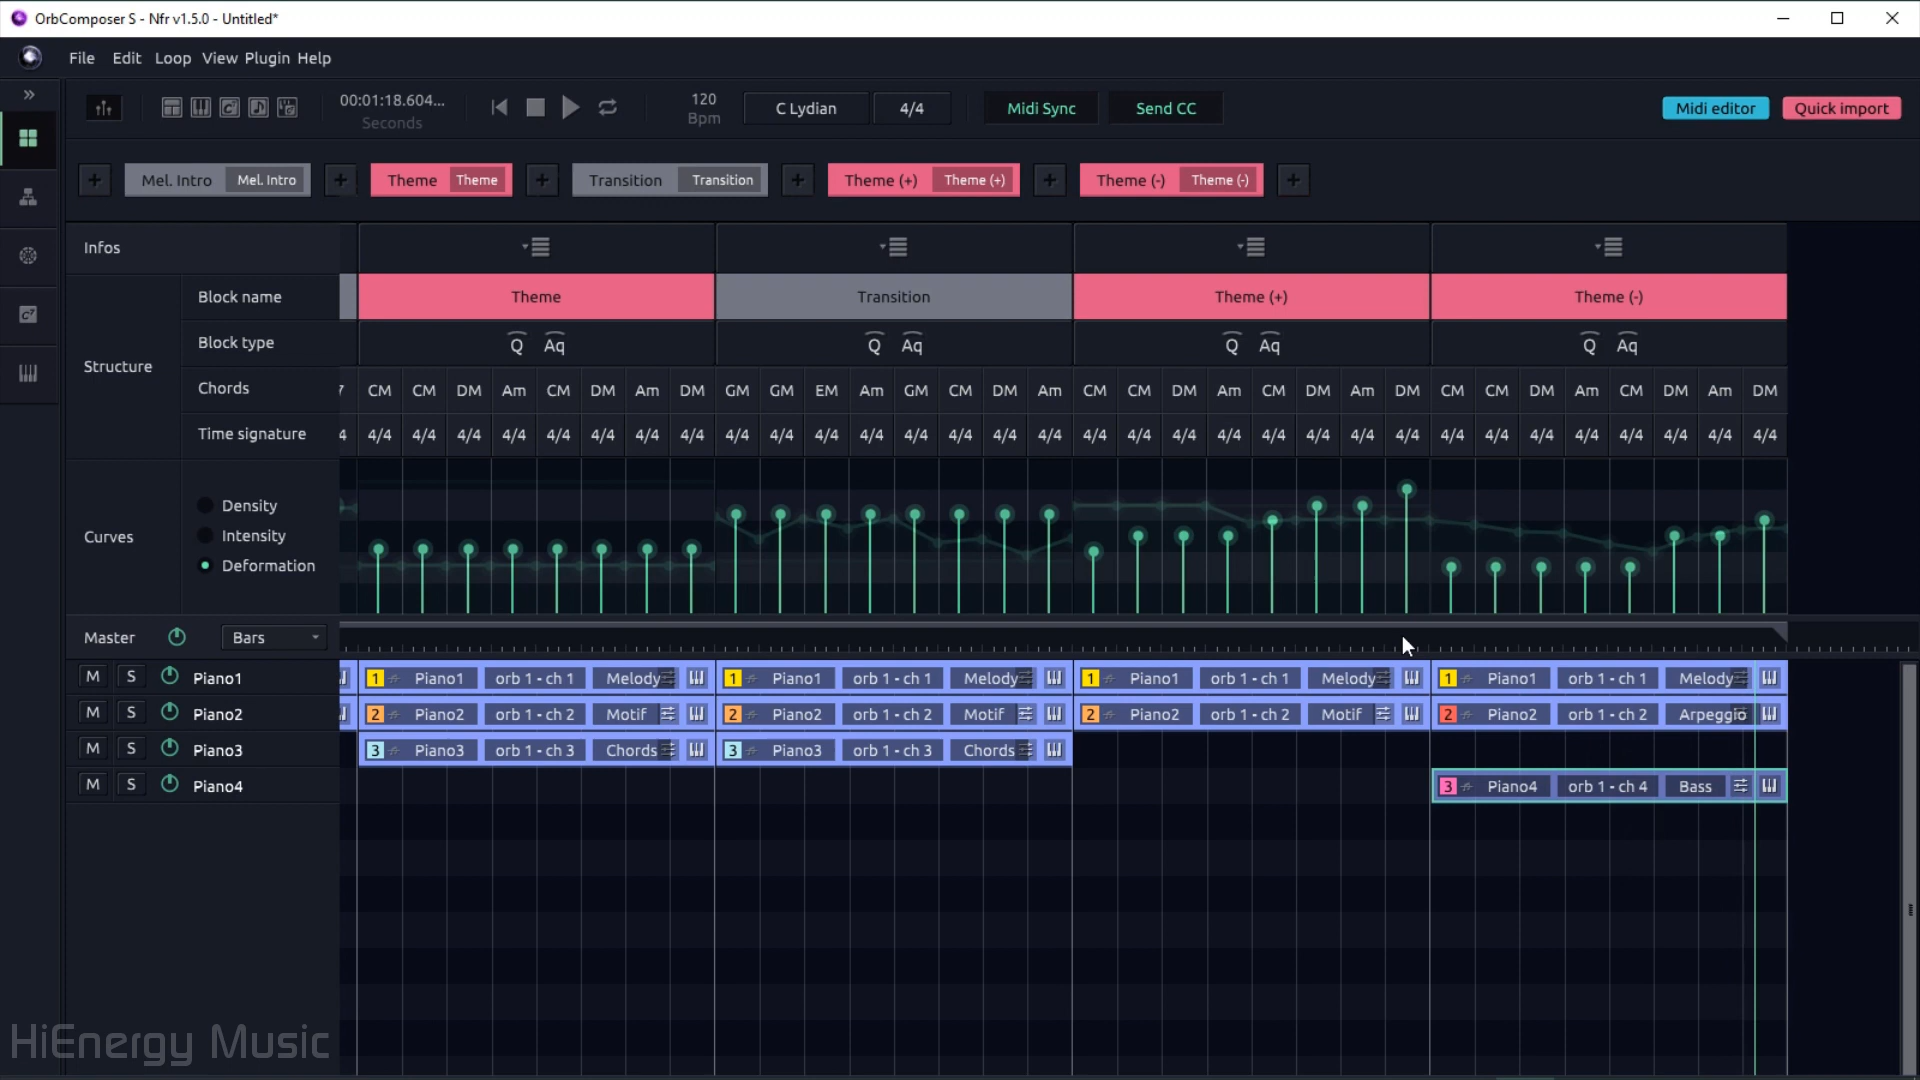 OrbComposer S - Nfr v1.5.0 - Untitled*
File Edit Loop View Plugin Help
00:01:18.604...
Seconds
120
Bpm
C Lydian
4/4
Midi Sync
Send CC
Midi editor
Quick import
Mel. Intro Mel. Intro
Theme Theme
Transition Transition
Theme (+) Theme (+)
Theme (-) Theme (-)
Infos
Structure
Block name Theme Transition Theme (+) Theme (-)
Block type Q Aq Q Aq Q Aq Q Aq
Chords 7 CM CM DM Am CM DM Am DM GM GM EM Am GM CM DM Am CM CM DM Am CM DM Am DM CM CM DM Am CM DM Am DM
Time signature 4 4/4 4/4 4/4 4/4 4/4 4/4 4/4 4/4 4/4 4/4 4/4 4/4 4/4 4/4 4/4 4/4 4/4 4/4 4/4 4/4 4/4 4/4 4/4 4/4 4/4 4/4 4/4 4/4 4/4 4/4 4/4 4/4
Curves
Density
Intensity
Deformation
Master Bars
M S Piano1 1 Piano1 orb 1 - ch 1 Melody 1 Piano1 orb 1 - ch 1 Melody 1 Piano1 orb 1 - ch 1 Melody 1 Piano1 orb 1 - ch 1 Melody
M S Piano2 2 Piano2 orb 1 - ch 2 Motif 2 Piano2 orb 1 - ch 2 Motif 2 Piano2 orb 1 - ch 2 Motif 2 Piano2 orb 1 - ch 2 Arpeggio
M S Piano3 3 Piano3 orb 1 - ch 3 Chords 3 Piano3 orb 1 - ch 3 Chords
M S Piano4 3 Piano4 orb 1 - ch 4 Bass
HiEnergy Music